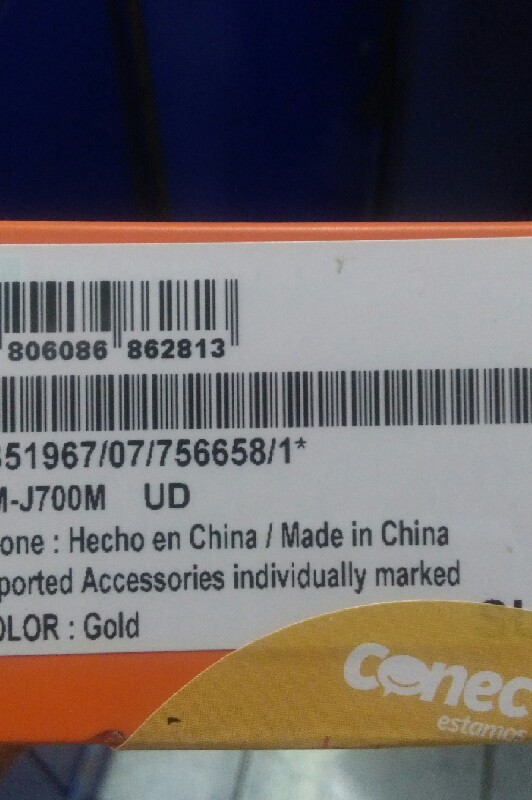 806086 862813
351967/07/756658/1*
M-J700M UD
one : Hecho en China / Made in China
ported Accessories individually marked
OLOR : Gold
Conec
estamos